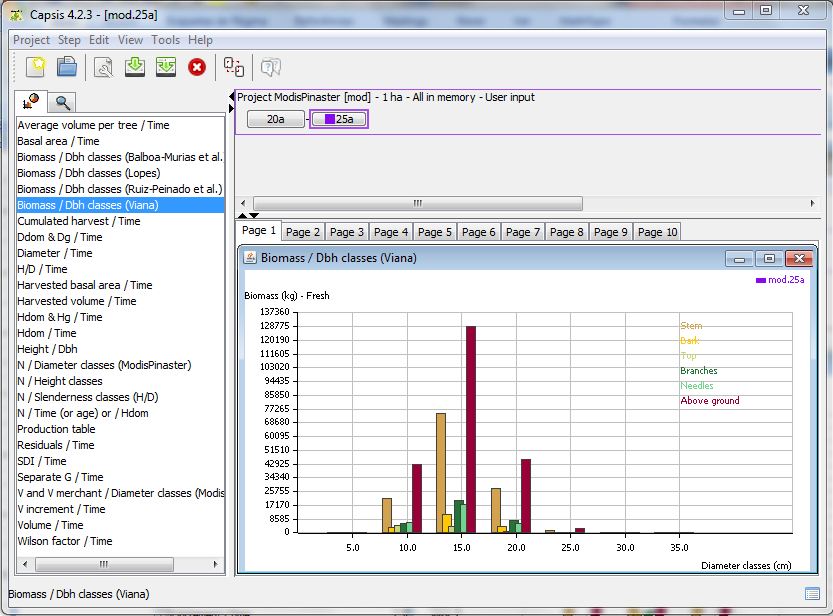 Capsis 4.2.3 - [mod.25a]
Project Step Edit View Tools Help
Project ModisPinaster [mod] - 1 ha - All in memory - User input
20a - 25a
Average volume per tree / Time
Basal area / Time
Biomass / Dbh classes (Balboa-Murias et al.
Biomass / Dbh classes (Lopes)
Biomass / Dbh classes (Ruiz-Peinado et al.)
Biomass / Dbh classes (Viana)
Cumulated harvest / Time
Ddom & Dg / Time
Diameter / Time
H/D / Time
Harvested basal area / Time
Harvested volume / Time
Hdom & Hg / Time
Hdom / Time
Height / Dbh
N / Diameter classes (ModisPinaster)
N / Height classes
N / Slenderness classes (H/D)
N / Time (or age) or / Hdom
Production table
Residuals / Time
SDI / Time
Separate G / Time
V and V merchant / Diameter classes (Modis
V increment / Time
Volume / Time
Wilson factor / Time
Page 1 Page 2 Page 3 Page 4 Page 5 Page 6 Page 7 Page 8 Page 9 Page 10
Biomass / Dbh classes (Viana)
mod.25a
Biomass (kg) - Fresh
137360
128775
120190
111605
103020
94435
85850
77265
68680
60095
51510
42925
34340
25755
17170
8585
0
Stem
Bark
Top
Branches
Needles
Above ground
5.0 10.0 15.0 20.0 25.0 30.0 35.0
Diameter classes (cm)
Biomass / Dbh classes (Viana)